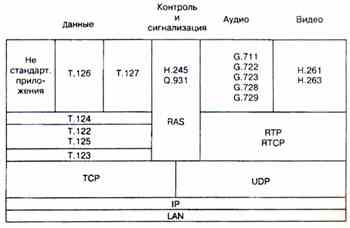 Данные
Контроль
и
сигнализация
Аудио
Видео
Не
стандарт.
прило-
жения
T.126
T.127
H.245
Q.931
RAS
G.711
G.722
G.723
G.728
G.729
H.261
H.263
T.124
T.122
T.125
T.123
RTP
RTCP
TCP
UDP
IP
LAN